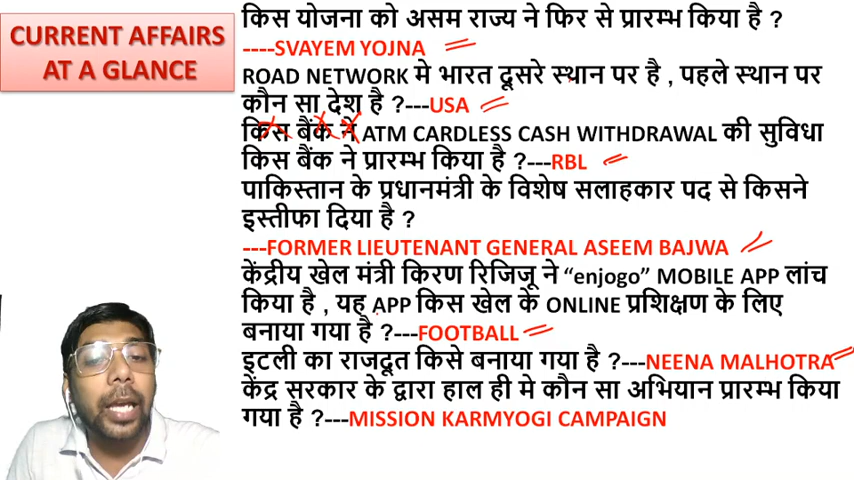 CURRENT AFFAIRS
AT A GLANCE
किस योजना को असम राज्य ने फिर से प्रारम्भ किया है ?
----SVAYEM YOJNA
ROAD NETWORK मे भारत दूसरे स्थान पर है , पहले स्थान पर
कौन सा देश है ?---USA
किस बैंक ने ATM CARDLESS CASH WITHDRAWAL की सुविधा
किस बैंक ने प्रारम्भ किया है ?---RBL
पाकिस्तान के प्रधानमंत्री के विशेष सलाहकार पद से किसने
इस्तीफा दिया है ?
---FORMER LIEUTENANT GENERAL ASEEM BAJWA
केंद्रीय खेल मंत्री किरण रिजिजू ने “enjogo” MOBILE APP लांच
किया है , यह APP किस खेल के ONLINE प्रशिक्षण के लिए
बनाया गया है ?---FOOTBALL
इटली का राजदूत किसे बनाया गया है ?---NEENA MALHOTRA
केंद्र सरकार के द्वारा हाल ही मे कौन सा अभियान प्रारम्भ किया
गया है ?---MISSION KARMYOGI CAMPAIGN